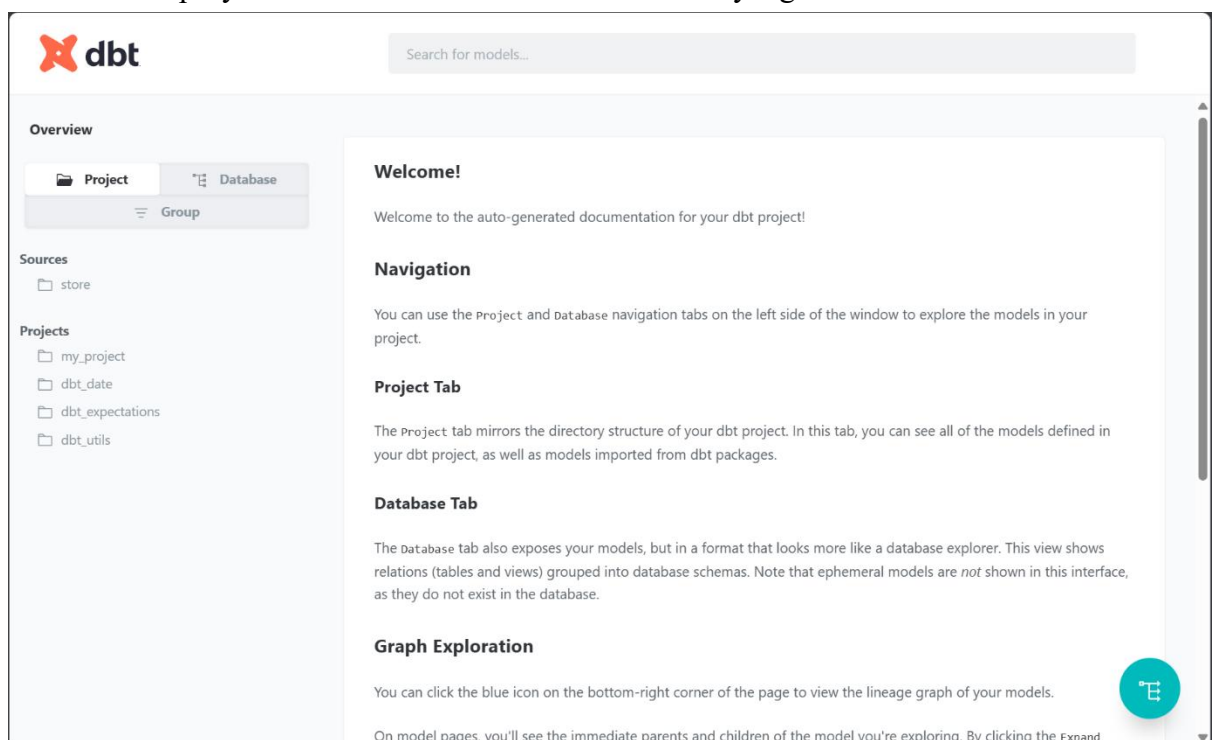 dbt
Search for models...
Overview
Project
Database
Group
Sources
store
Projects
my_project
dbt_date
dbt_expectations
dbt_utils
Welcome!
Welcome to the auto-generated documentation for your dbt project!
Navigation
You can use the Project and Database navigation tabs on the left side of the window to explore the models in your
project.
Project Tab
The Project tab mirrors the directory structure of your dbt project. In this tab, you can see all of the models defined in
your dbt project, as well as models imported from dbt packages.
Database Tab
The Database tab also exposes your models, but in a format that looks more like a database explorer. This view shows
relations (tables and views) grouped into database schemas. Note that ephemeral models are not shown in this interface,
as they do not exist in the database.
Graph Exploration
You can click the blue icon on the bottom-right corner of the page to view the lineage graph of your models.
On model pages, you'll see the immediate parents and children of the model you're exploring. By clicking the Expand